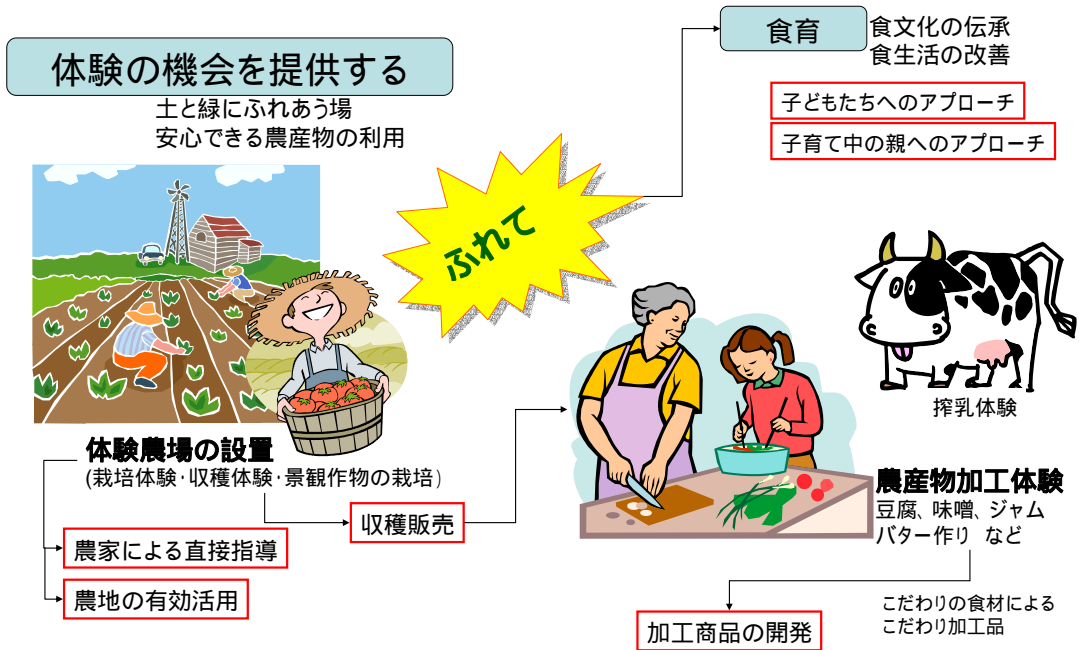 体験の機会を提供する
土と緑にふれあう場
安心できる農産物の利用
ふれて
食育
食文化の伝承
食生活の改善
子どもたちへのアプローチ
子育て中の親へのアプローチ
搾乳体験
体験農場の設置
(栽培体験・収穫体験・景観作物の栽培)
収穫販売
農家による直接指導
農地の有効活用
農産物加工体験
豆腐、味噌、ジャム
バター作り など
加工商品の開発
こだわりの食材による
こだわり加工品